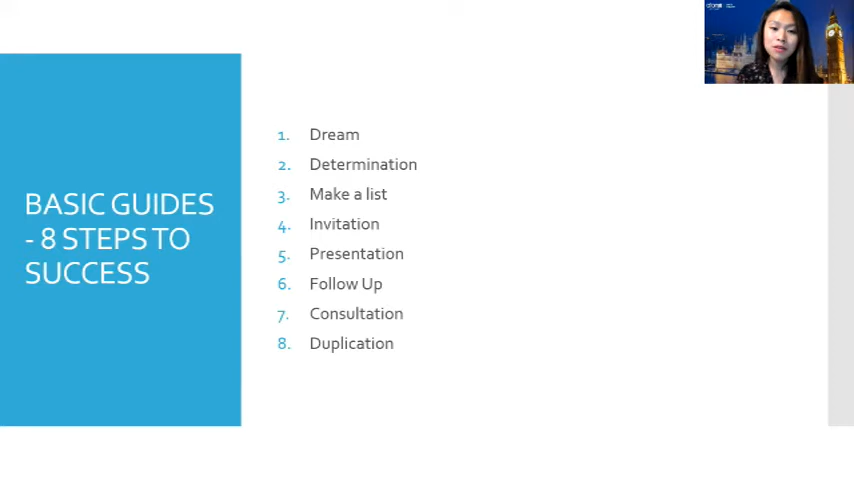 BASIC GUIDES
- 8 STEPS TO
SUCCESS
1. Dream
2. Determination
3. Make a list
4. Invitation
5. Presentation
6. Follow Up
7. Consultation
8. Duplication